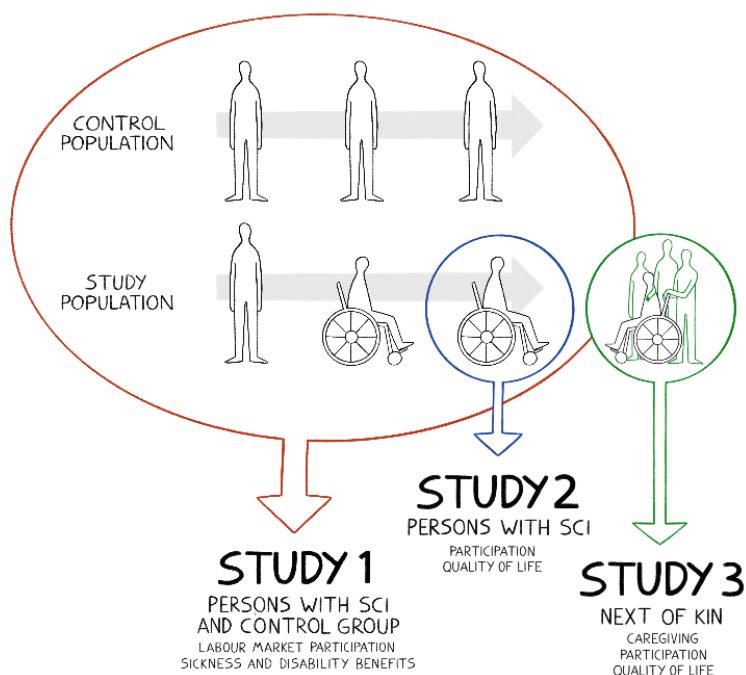 CONTROL
POPULATION
STUDY
POPULATION
STUDY 1
PERSONS WITH SCI
AND CONTROL GROUP
LABOUR MARKET PARTICIPATION
SICKNESS AND DISABILITY BENEFITS
STUDY 2
PERSONS WITH SCI
PARTICIPATION
QUALITY OF LIFE
STUDY 3
NEXT OF KIN
CAREGIVING
PARTICIPATION
QUALITY OF LIFE